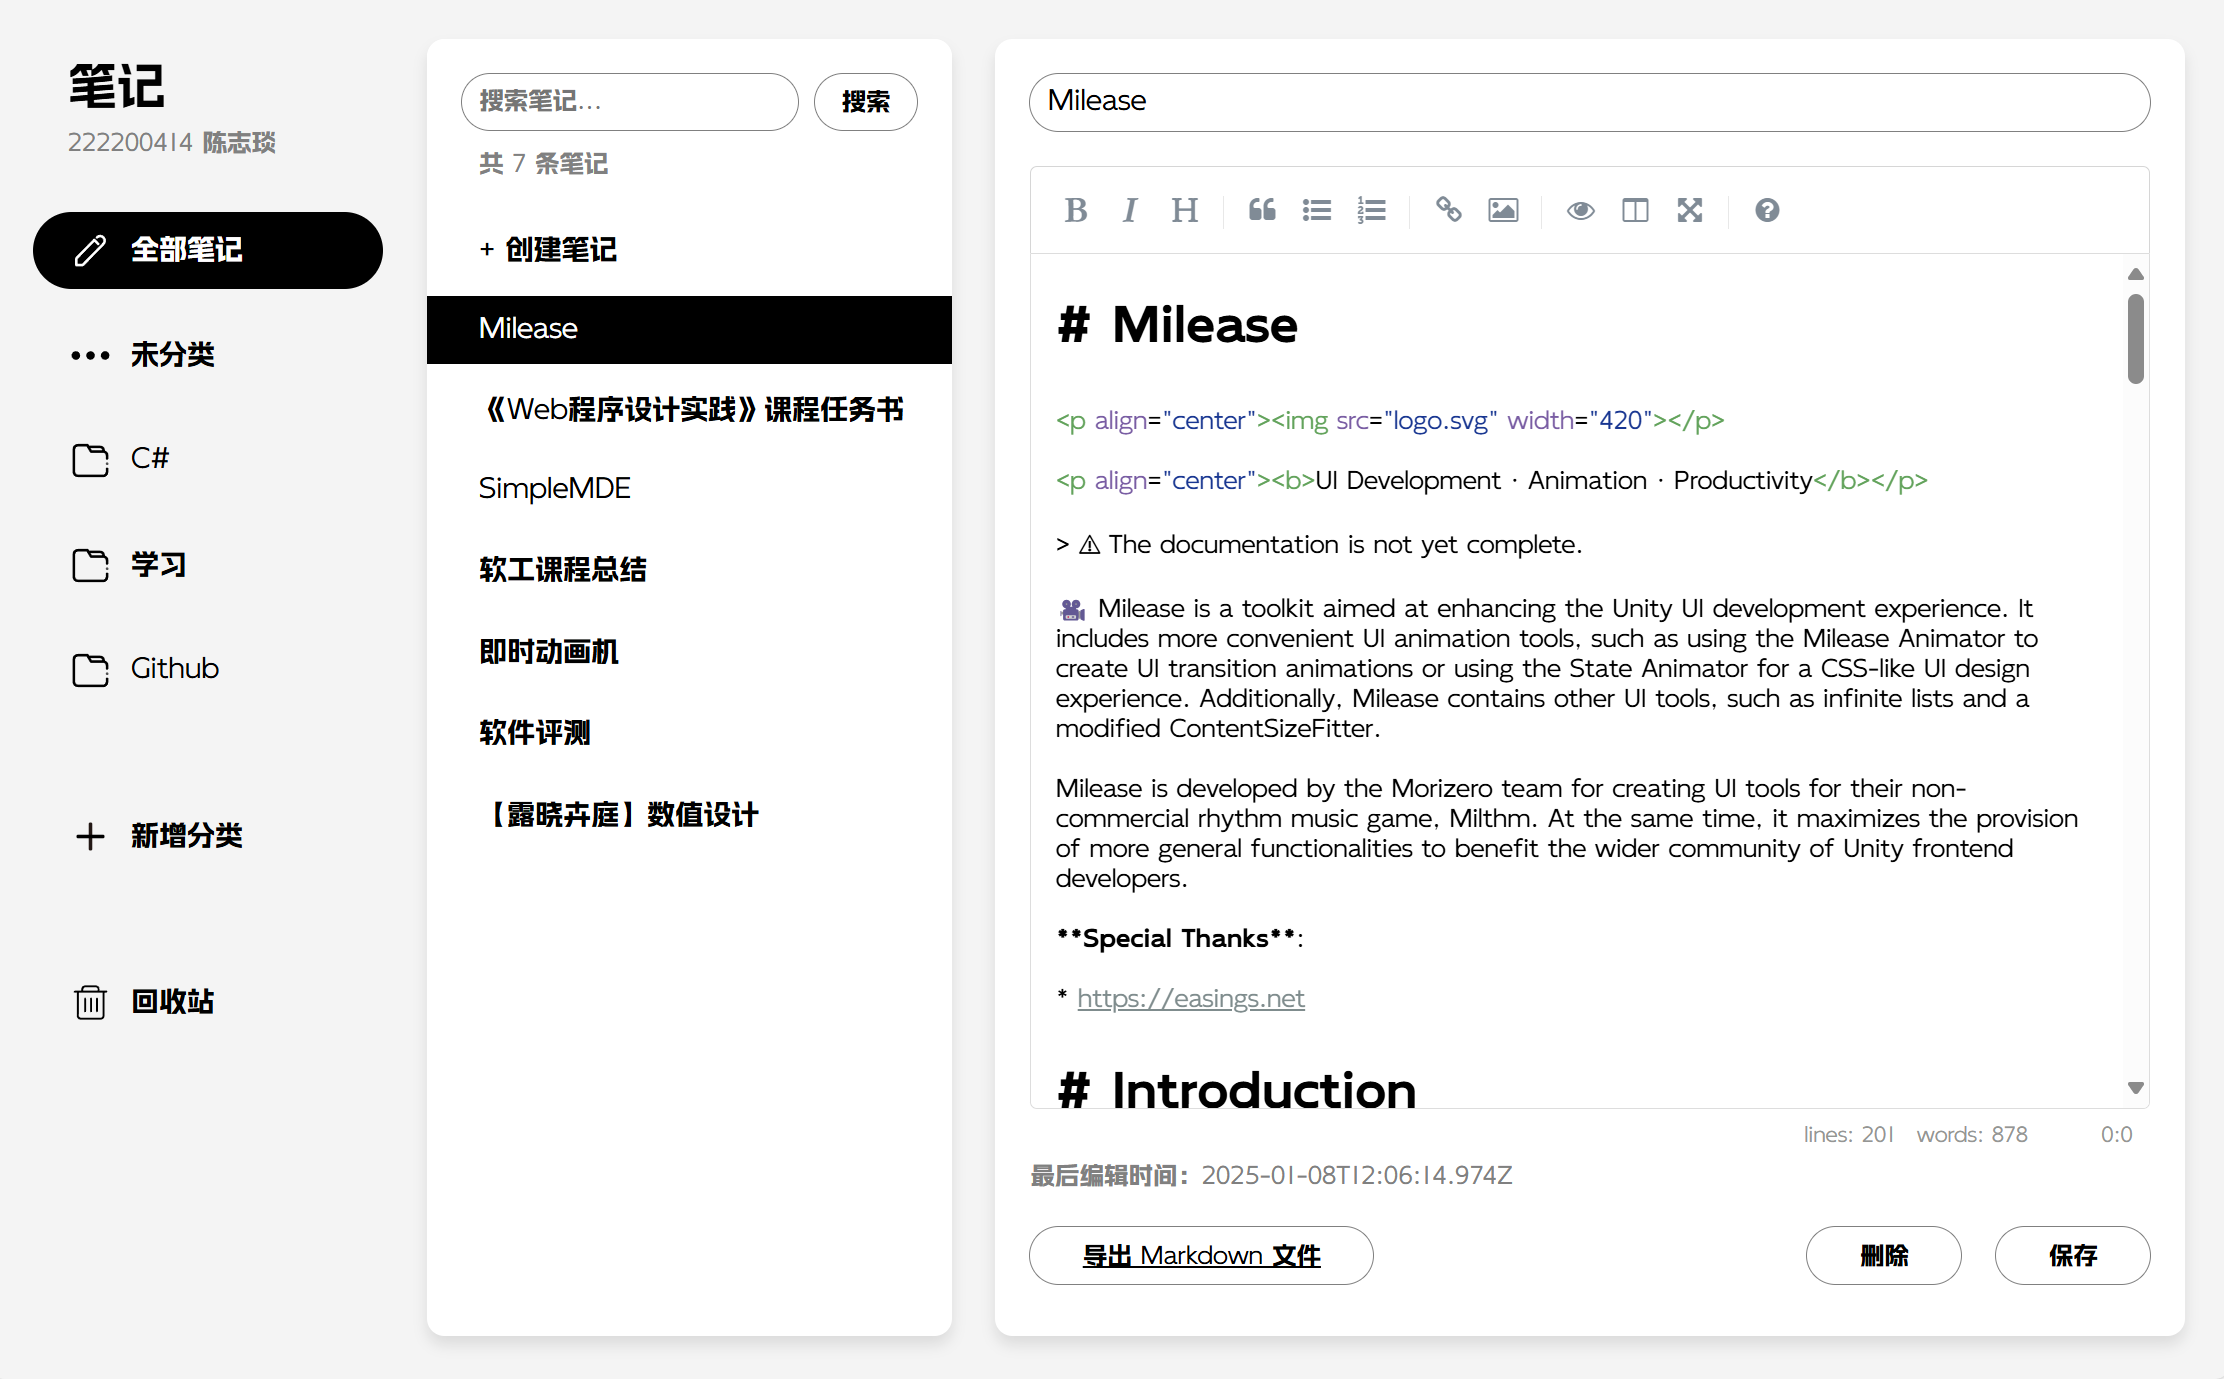 笔记
222200414 陈志琰
全部笔记
未分类
C#
学习
Github
新增分类
回收站
搜索笔记...
搜索
共 7 条笔记
+ 创建笔记
Milease
《Web程序设计实践》课程任务书
SimpleMDE
软工课程总结
即时动画机
软件评测
【露晓卉庭】数值设计
Milease
B I H
# Milease
<p align="center"><img src="logo.svg" width="420"></p>
<p align="center"><b>UI Development · Animation · Productivity</b></p>
> ⚠ The documentation is not yet complete.
🎥 Milease is a toolkit aimed at enhancing the Unity UI development experience. It
includes more convenient UI animation tools, such as using the Milease Animator to
create UI transition animations or using the State Animator for a CSS-like UI design
experience. Additionally, Milease contains other UI tools, such as infinite lists and a
modified ContentSizeFitter.
Milease is developed by the Morizero team for creating UI tools for their non-
commercial rhythm music game, Milthm. At the same time, it maximizes the provision
of more general functionalities to benefit the wider community of Unity frontend
developers.
**Special Thanks**:
* https://easings.net
# Introduction
lines: 201 words: 878 0:0
最后编辑时间：2025-01-08T12:06:14.974Z
导出 Markdown 文件
删除
保存